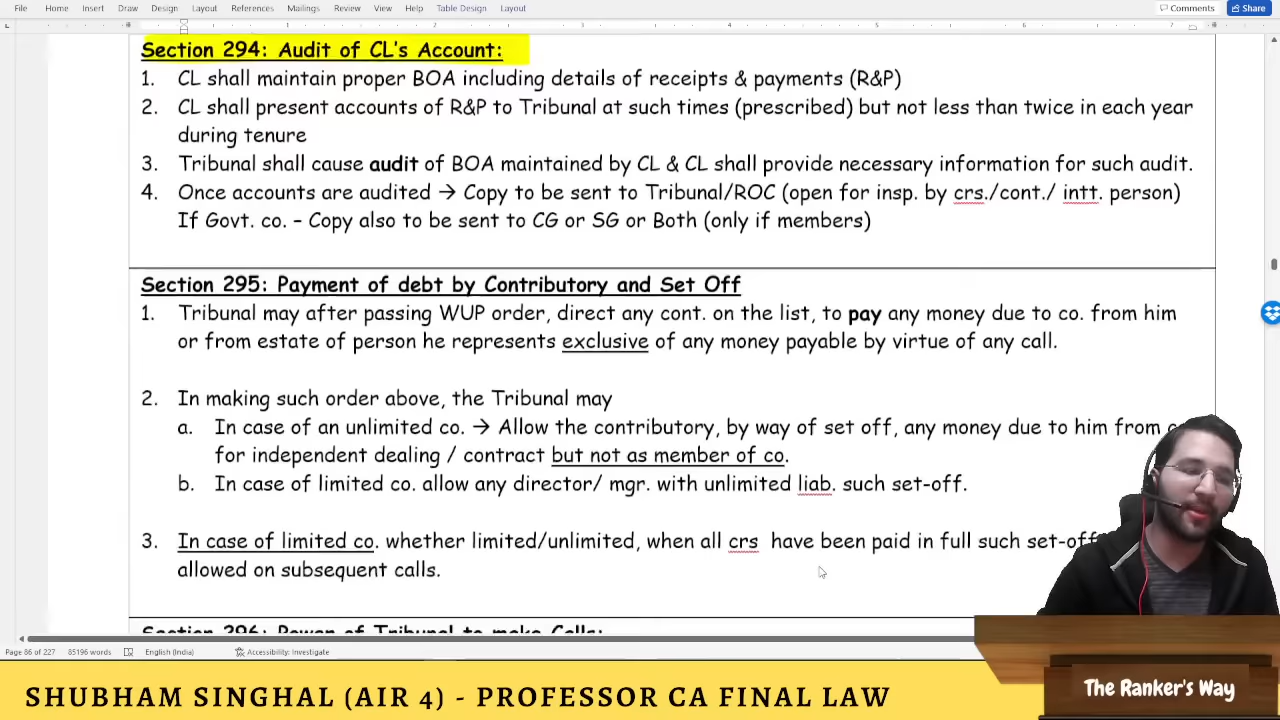 File Home Insert Draw Design Layout References Mailings Review View Help Table Design Layout Comments Share
Section 294: Audit of CL's Account:
1. CL shall maintain proper BOA including details of receipts & payments (R&P)
2. CL shall present accounts of R&P to Tribunal at such times (prescribed) but not less than twice in each year
during tenure
3. Tribunal shall cause audit of BOA maintained by CL & CL shall provide necessary information for such audit.
4. Once accounts are audited → Copy to be sent to Tribunal/ROC (open for insp. by crs./cont./ intt. person)
If Govt. co. – Copy also to be sent to CG or SG or Both (only if members)
Section 295: Payment of debt by Contributory and Set Off
1. Tribunal may after passing WUP order, direct any cont. on the list, to pay any money due to co. from him
or from estate of person he represents exclusive of any money payable by virtue of any call.
2. In making such order above, the Tribunal may
a. In case of an unlimited co. → Allow the contributory, by way of set off, any money due to him from
for independent dealing / contract but not as member of co.
b. In case of limited co. allow any director/ mgr. with unlimited liab. such set-off.
3. In case of limited co. whether limited/unlimited, when all crs have been paid in full such set-off
allowed on subsequent calls.
Section 296: Power of Tribunal to make Calls:
Page 86 of 227 85196 words English (India) Accessibility: Investigate
SHUBHAM SINGHAL (AIR 4) - PROFESSOR CA FINAL LAW
The Ranker's Way